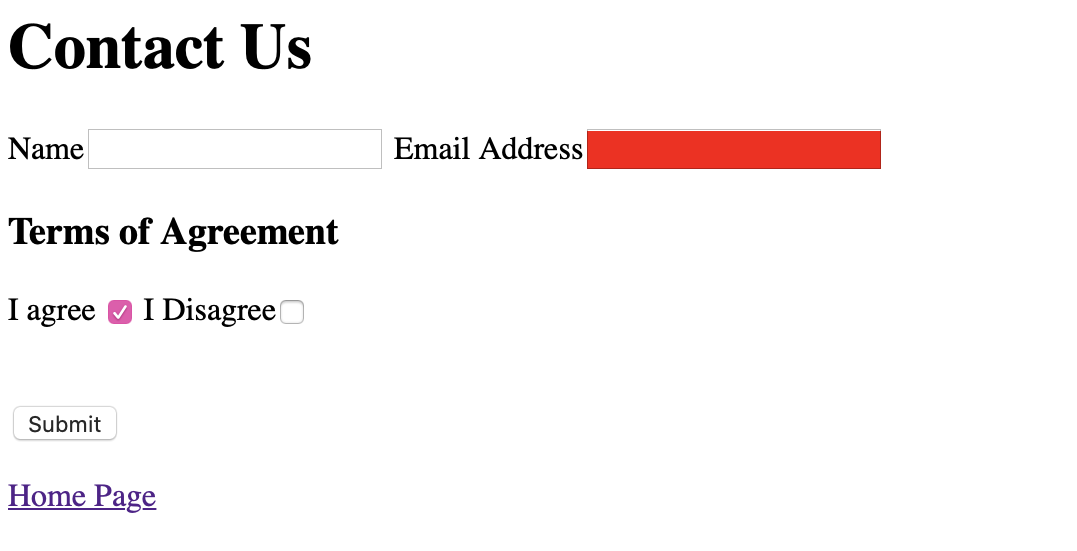 Contact Us
Name Email Address
Terms of Agreement
I agree I Disagree
Submit
Home Page